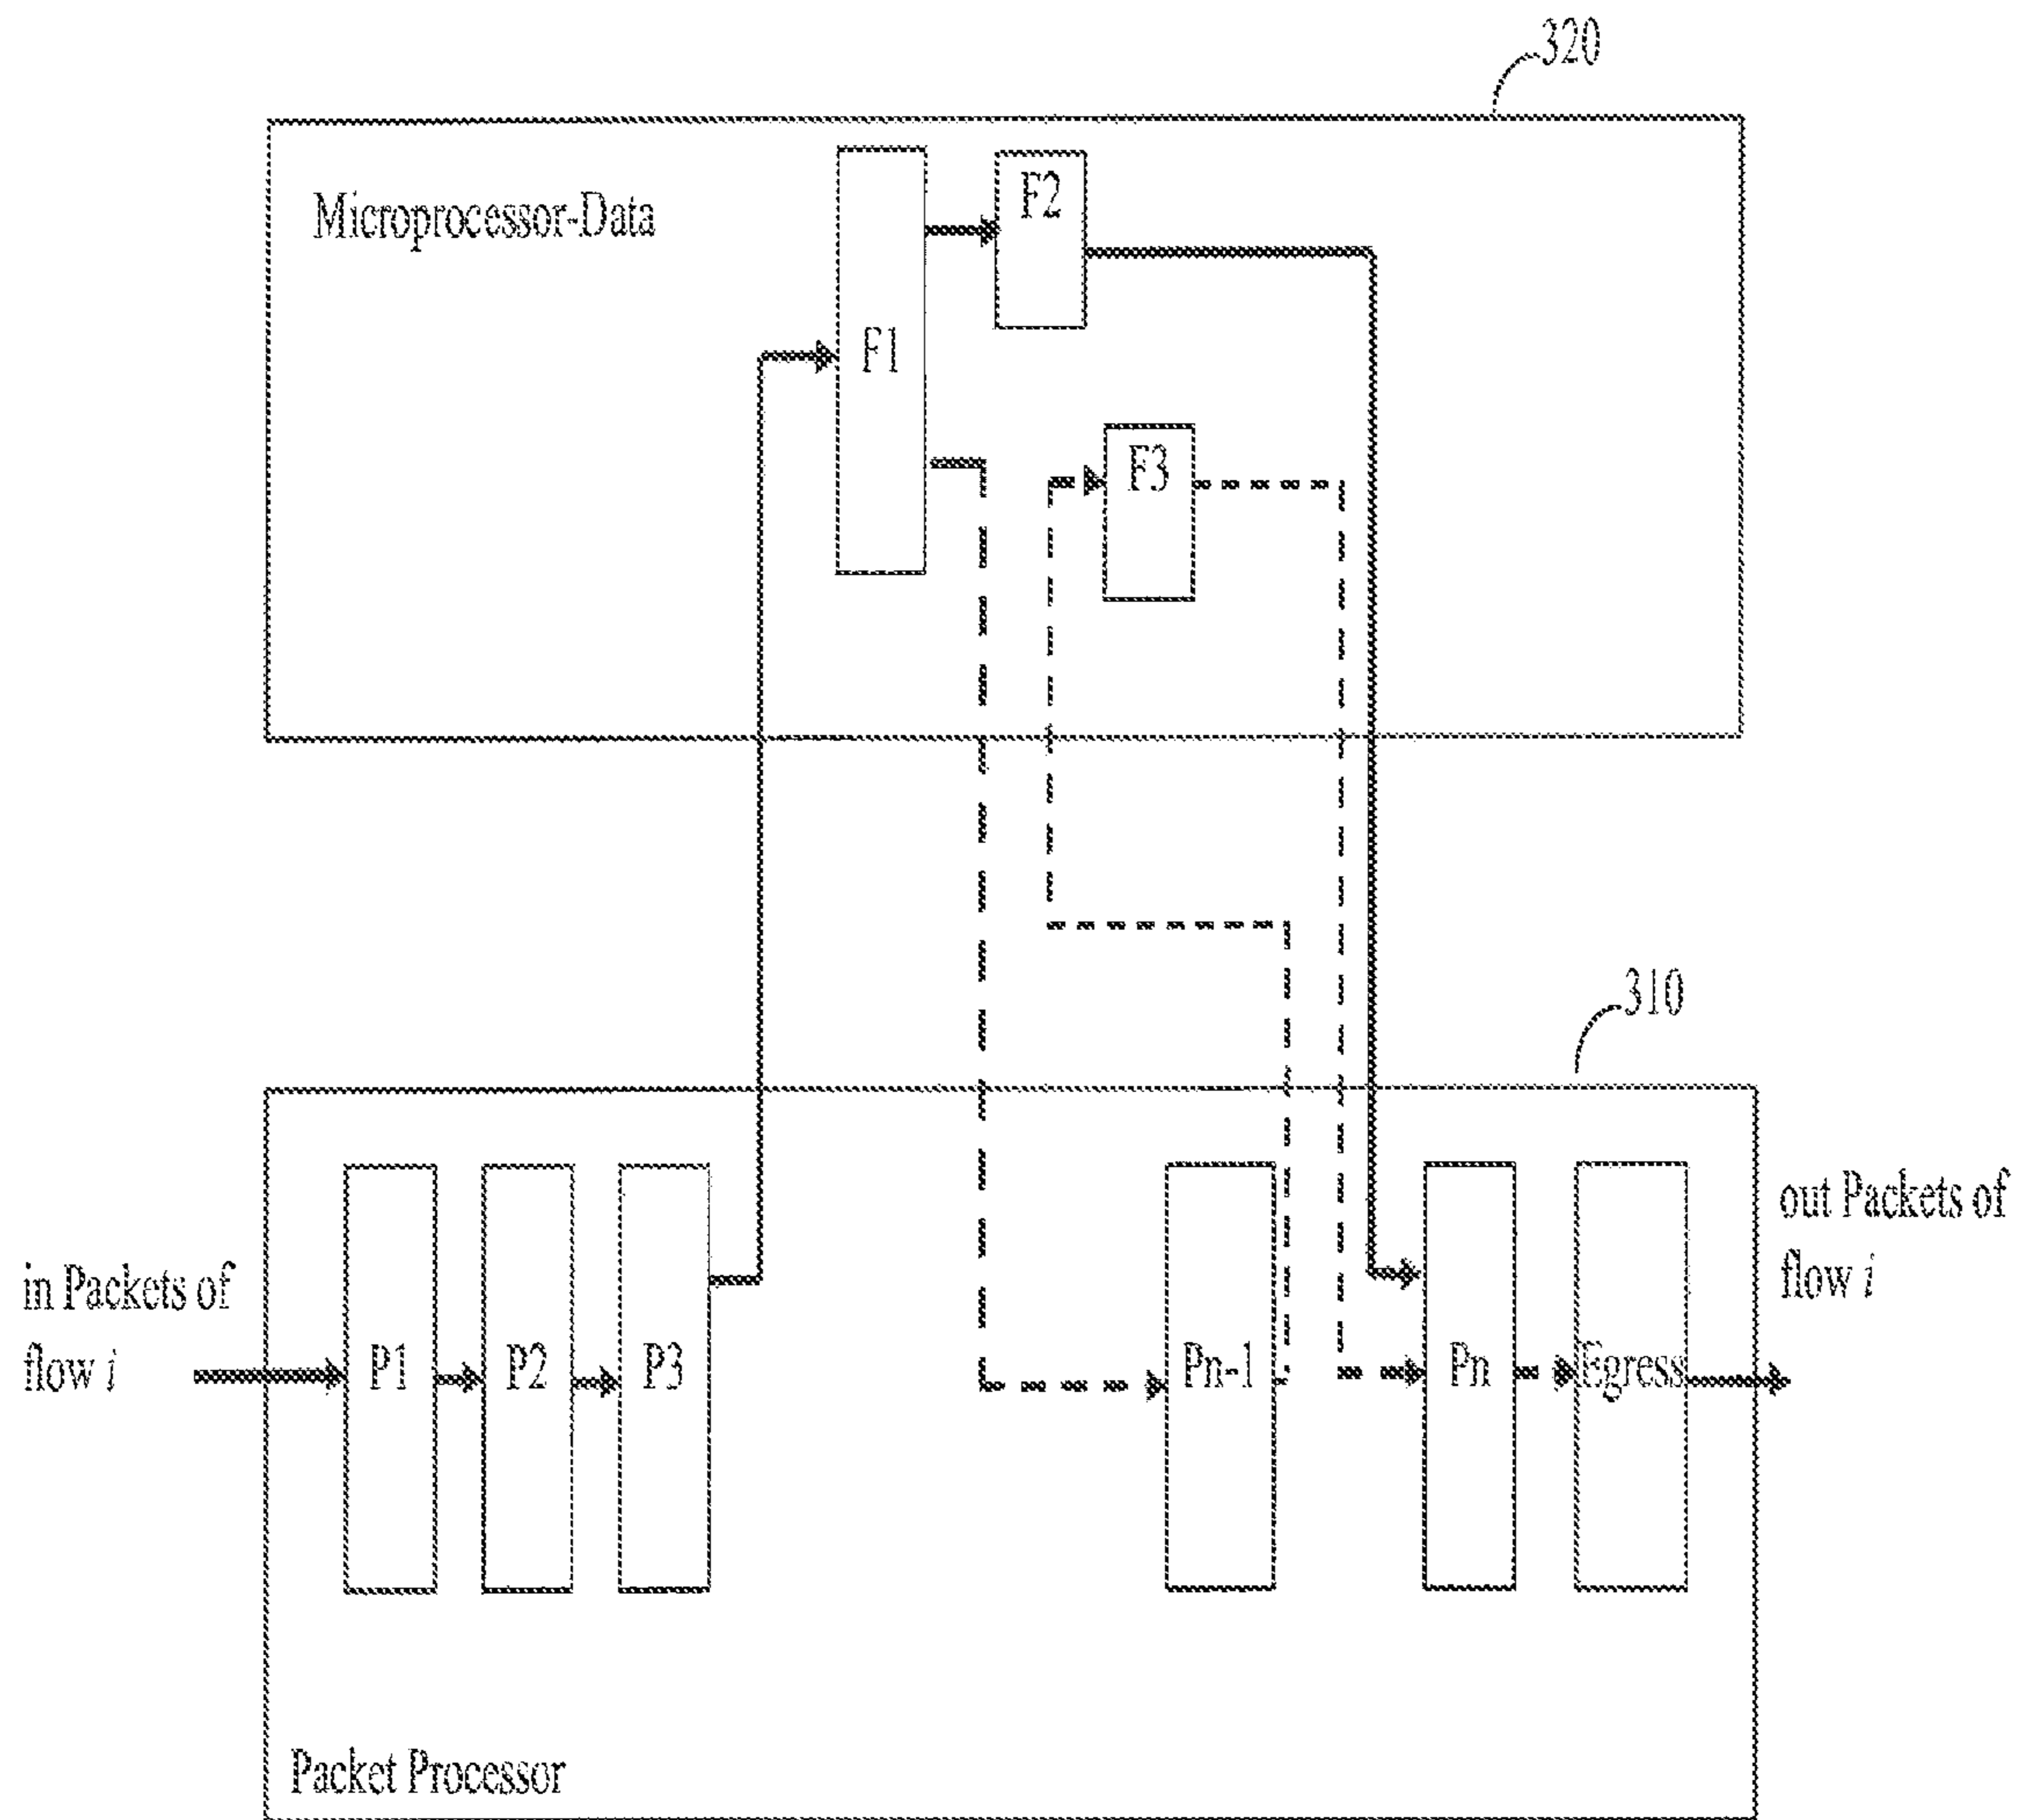 320
Microprocessor-Data
F1
F2
F3
310
in Packets of
flow i
P1
P2
P3
Pn-1
Pn
Egress
out Packets of
flow i
Packet Processor